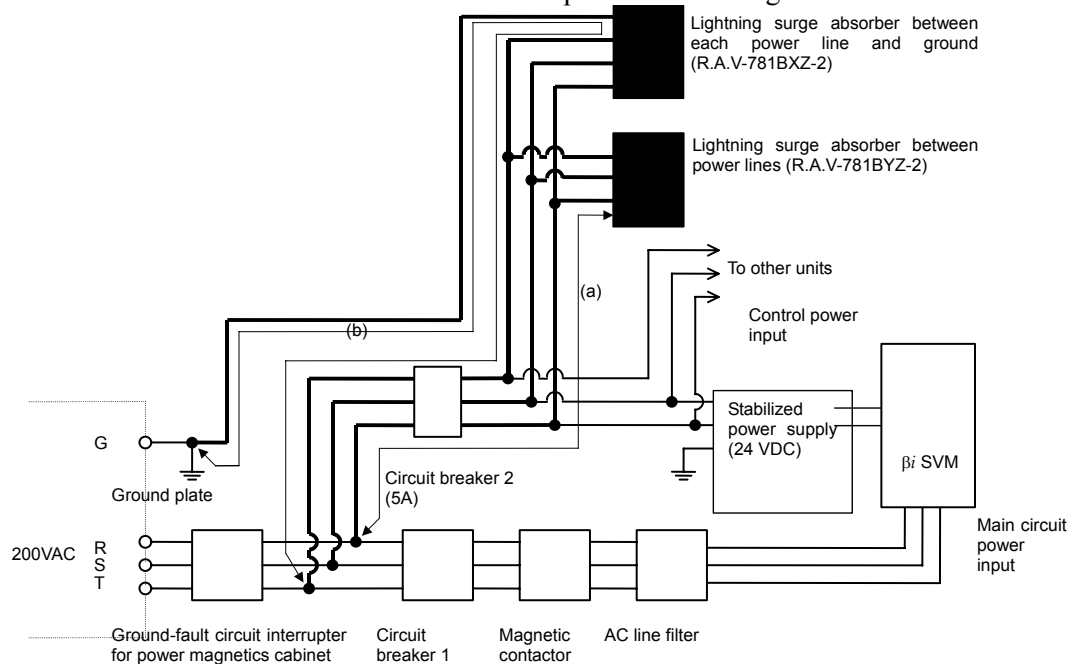 Lightning surge absorber between
each power line and ground
(R.A.V-781BXZ-2)
Lightning surge absorber between
power lines (R.A.V-781BYZ-2)
(a)
To other units
(b)
Control power
input
Stabilized
power supply
(24 VDC)
βi SVM
G
Ground plate
Circuit breaker 2
(5A)
Main circuit
power
input
200VAC
R
S
T
Ground-fault circuit interrupter
for power magnetics cabinet
Circuit
breaker 1
Magnetic
contactor
AC line filter